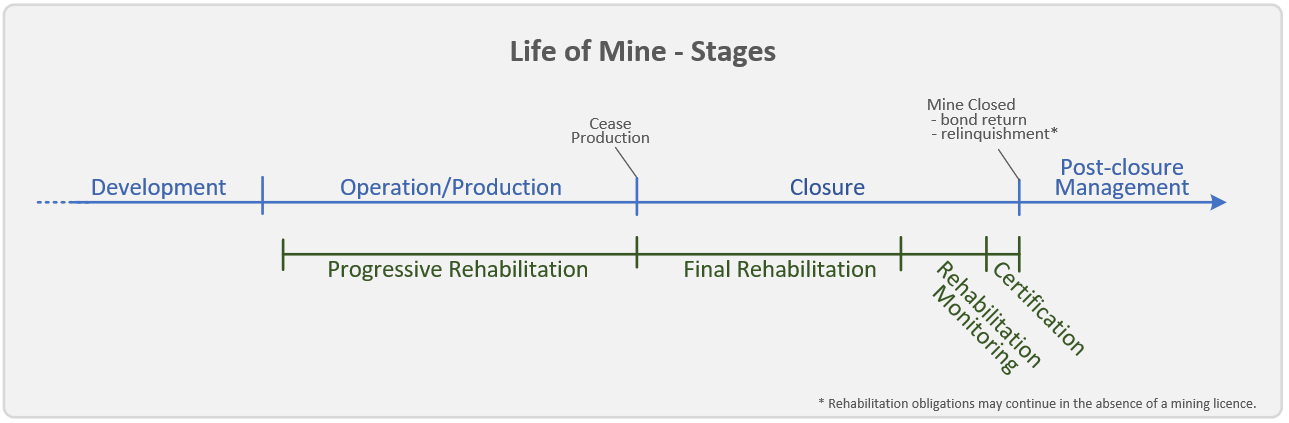 Life of Mine - Stages
Cease
Production
Mine Closed
- bond return
- relinquishment*
Development
Operation/Production
Closure
Post-closure
Management
Progressive Rehabilitation
Final Rehabilitation
Rehabilitation
Monitoring
Certification
* Rehabilitation obligations may continue in the absence of a mining licence.